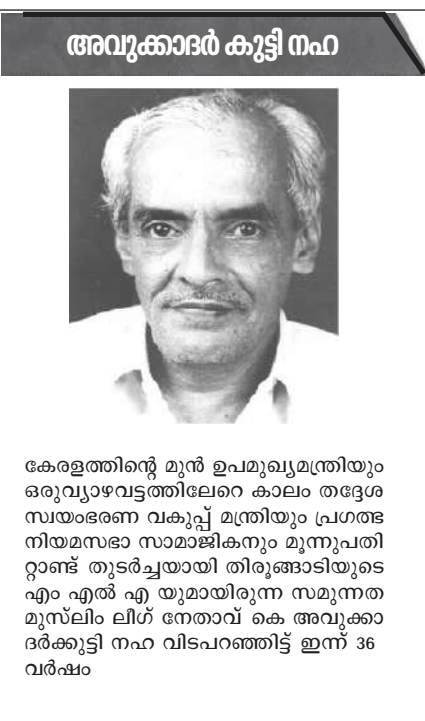 അവുക്കാദർ കുട്ടി നഹ
കേരളത്തിന്റെ മുൻ ഉപമുഖ്യമന്ത്രിയും
ഒരുവ്യാഴവട്ടത്തിലേറെ കാലം തദ്ദേശ
സ്വയംഭരണ വകുപ്പ് മന്ത്രിയും പ്രഗത്ഭ
നിയമസഭാ സാമാജികനും മൂന്നുപതി
റ്റാണ്ട് തുടർച്ചയായി തിരൂങ്ങാടിയുടെ
എം എൽ എ യുമായിരുന്ന സമുന്നത
മുസ്‌ലിം ലീഗ് നേതാവ് കെ അവുക്കാ
ദർക്കുട്ടി നഹ വിടപറഞ്ഞിട്ട് ഇന്ന് 36
വർഷം